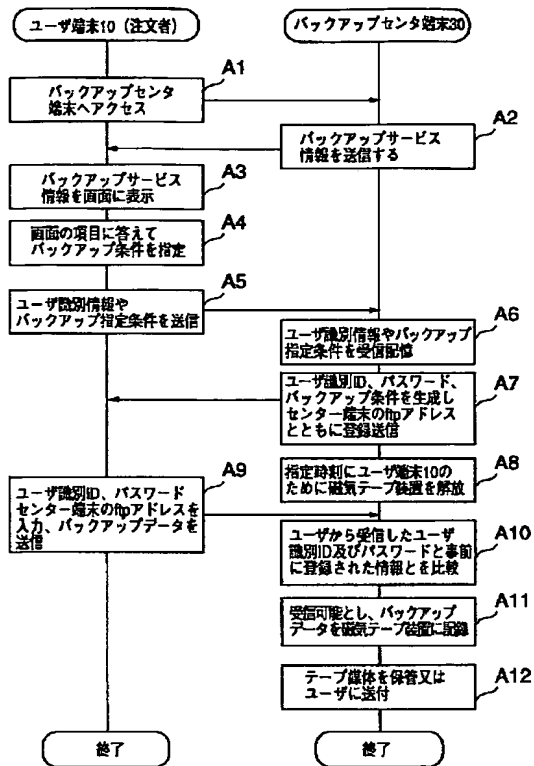 ユーザ端末10（注文者）
バックアップセンタ端末30
A1
バックアップセンタ
端末へアクセス
A2
バックアップサービス
情報を送信する
A3
バックアップサービス
情報を画面に表示
A4
画面の項目に答えて
バックアップ条件を指定
A5
ユーザ識別情報や
バックアップ指定条件を送信
A6
ユーザ識別情報やバックアップ
指定条件を受信記憶
A7
ユーザ識別ID、パスワード、
バックアップ条件を生成し
センター端末のftpアドレス
とともに登録送信
A8
指定時刻にユーザ端末10の
ために磁気テープ装置を解放
A9
ユーザ識別ID、パスワード
センター端末のftpアドレスを
入力、バックアップデータを
送信
A10
ユーザから受信したユーザ
識別ID及びパスワードと事前
に登録された情報とを比較
A11
受信可能とし、バックアップ
データを磁気テープ装置に記録
A12
テープ媒体を保管又は
ユーザに送付
終了
終了